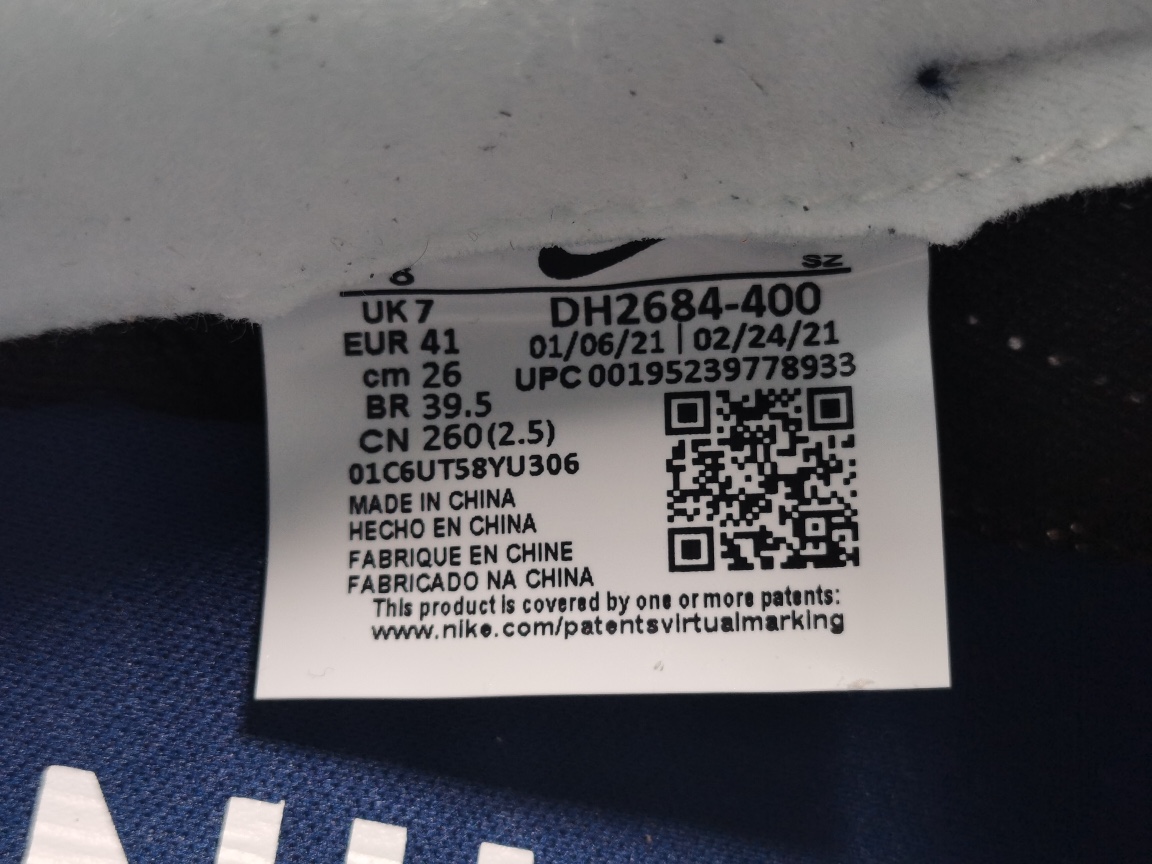 8 SZ
UK 7 DH2684-400
EUR 41 01/06/21 | 02/24/21
cm 26 UPC 00195239778933
BR 39.5
CN 260(2.5)
01C6UT58YU306
MADE IN CHINA
HECHO EN CHINA
FABRIQUE EN CHINE
FABRICADO NA CHINA
This product is covered by one or more patents:
www.nike.com/patentsvirtualmarking